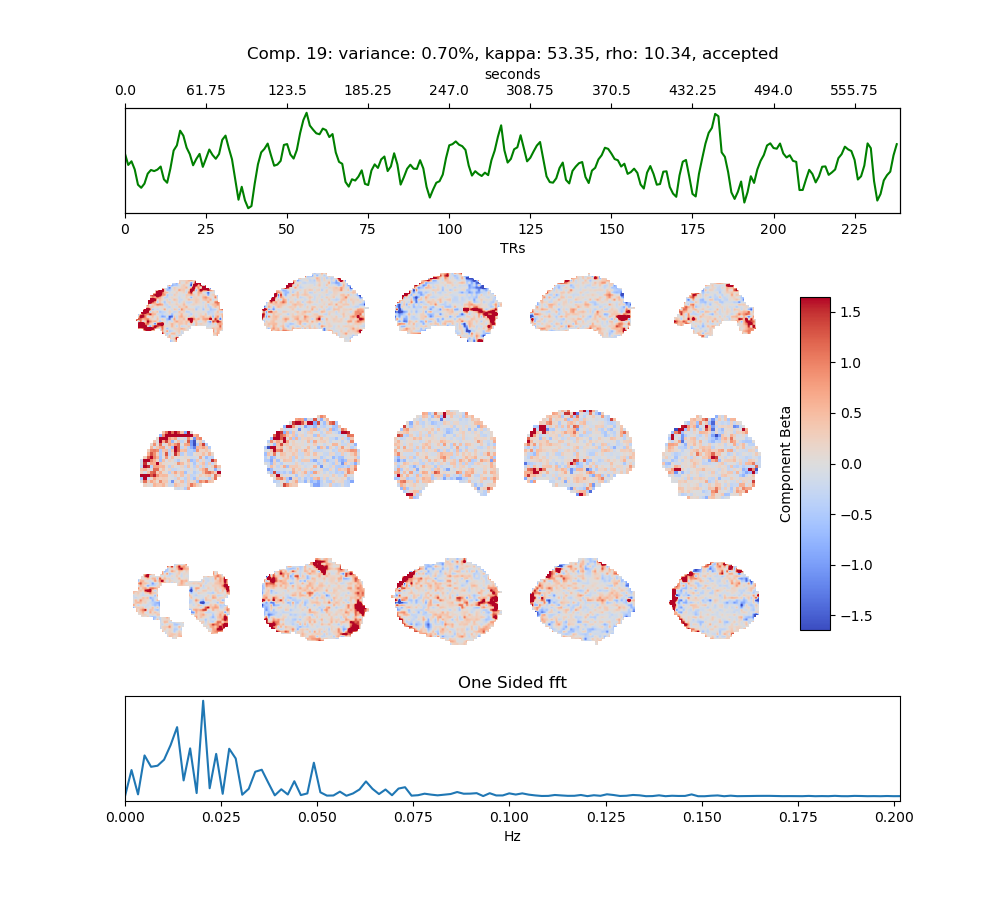 Comp. 19: variance: 0.70%, kappa: 53.35, rho: 10.34, accepted
seconds
0.0 61.75 123.5 185.25 247.0 308.75 370.5 432.25 494.0 555.75
0 25 50 75 100 125 150 175 200 225
TRs
1.5
1.0
0.5
0.0
−0.5
−1.0
−1.5
Component Beta
One Sided fft
0.000 0.025 0.050 0.075 0.100 0.125 0.150 0.175 0.200
Hz